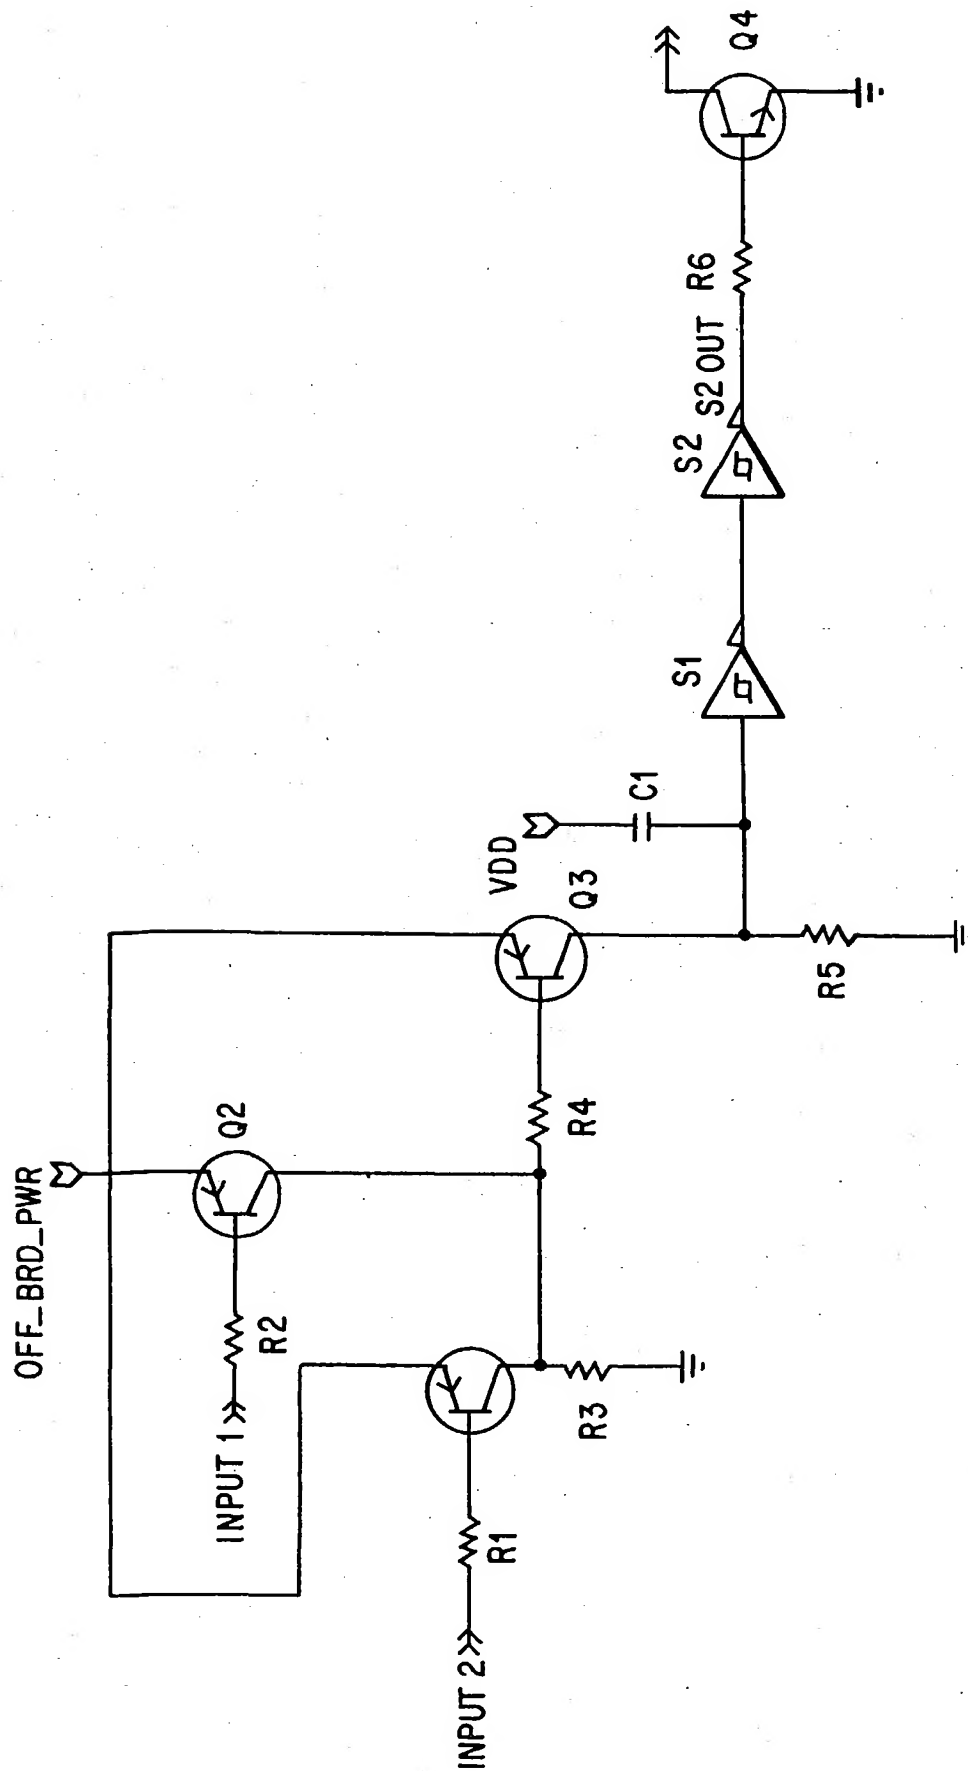 OFF_BRD_PWR
INPUT 1
R2
Q2
INPUT 2
R1
R3
R4
Q3
VDD
C1
R5
S1
S2
S2 OUT
R6
Q4